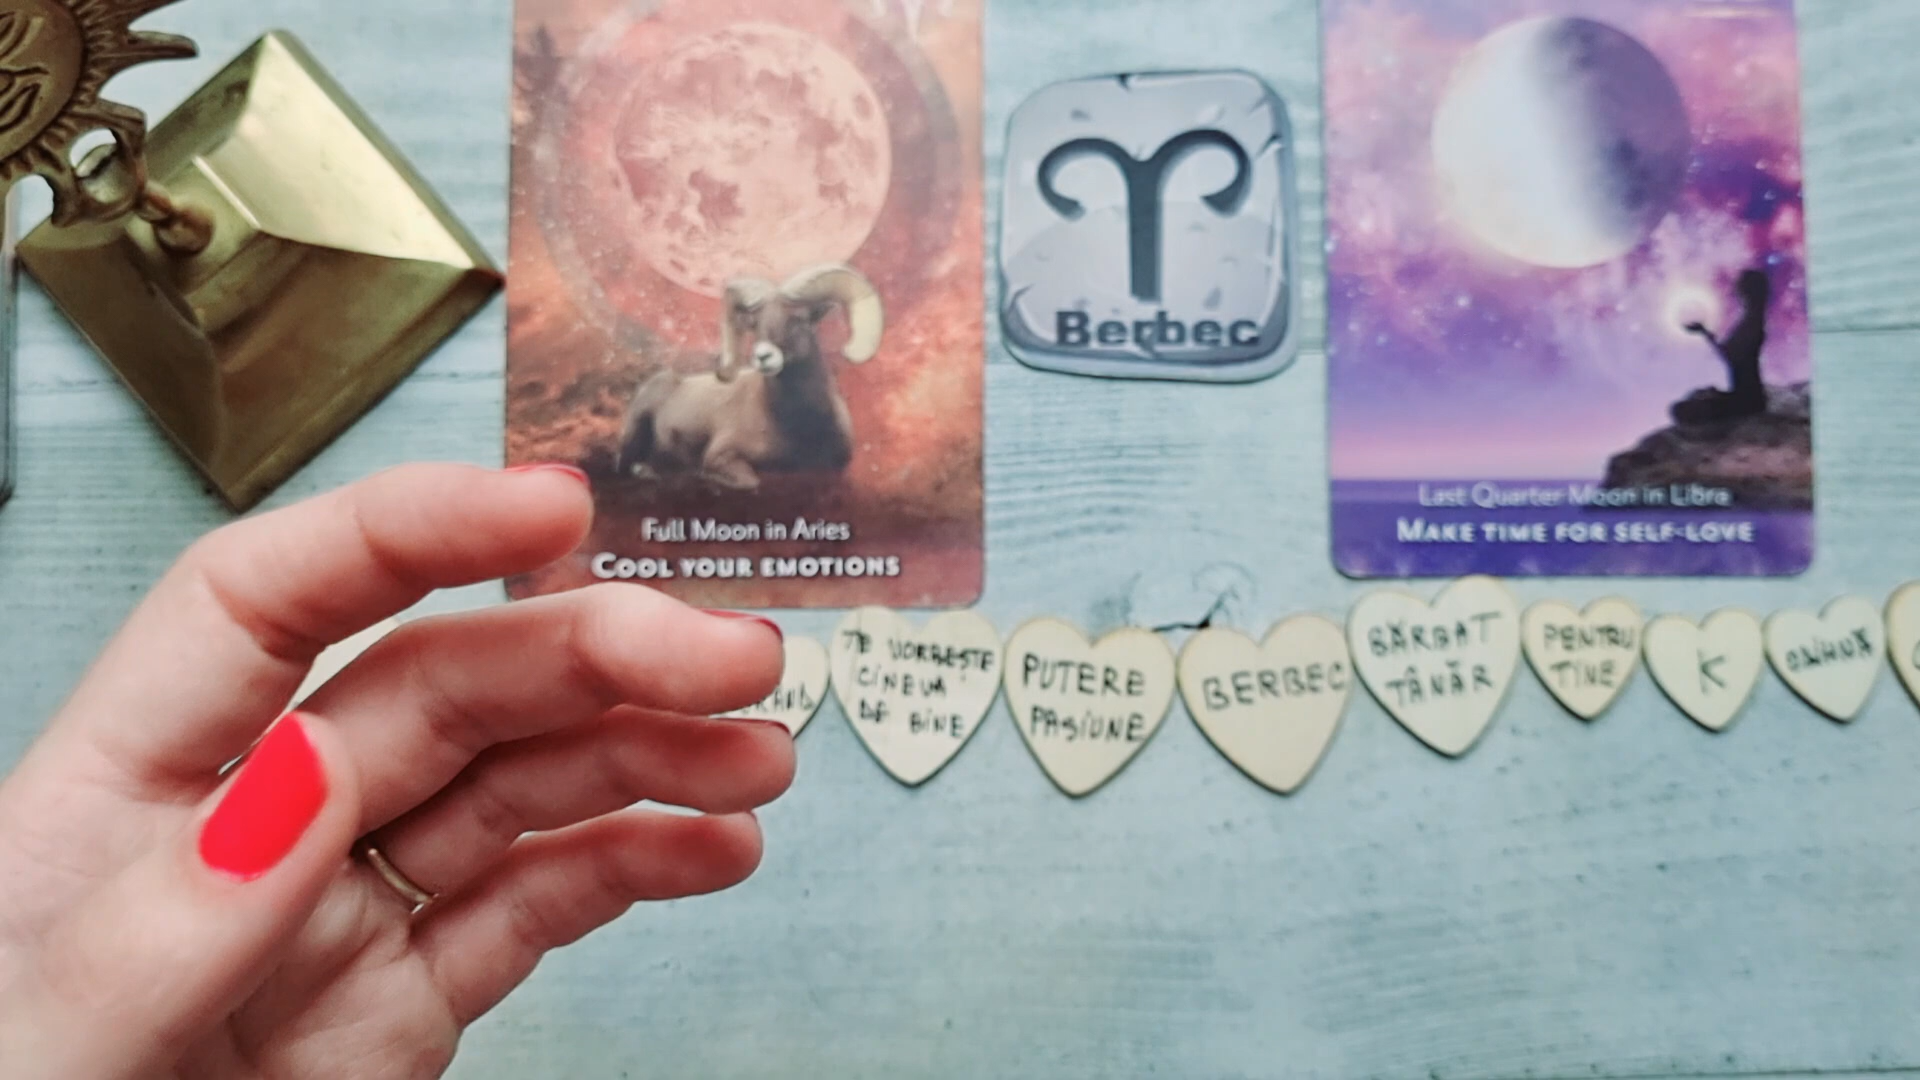 Full Moon in Aries
COOL YOUR EMOTIONS
Berbec
Last Quarter Moon in Libra
MAKE TIME FOR SELF-LOVE
TE VORBEȘTE
CINEVA
DE BINE
PUTERE
PASIUNE
BERBEC
BĂRBAT
TÂNĂR
PENTRU
TINE
K